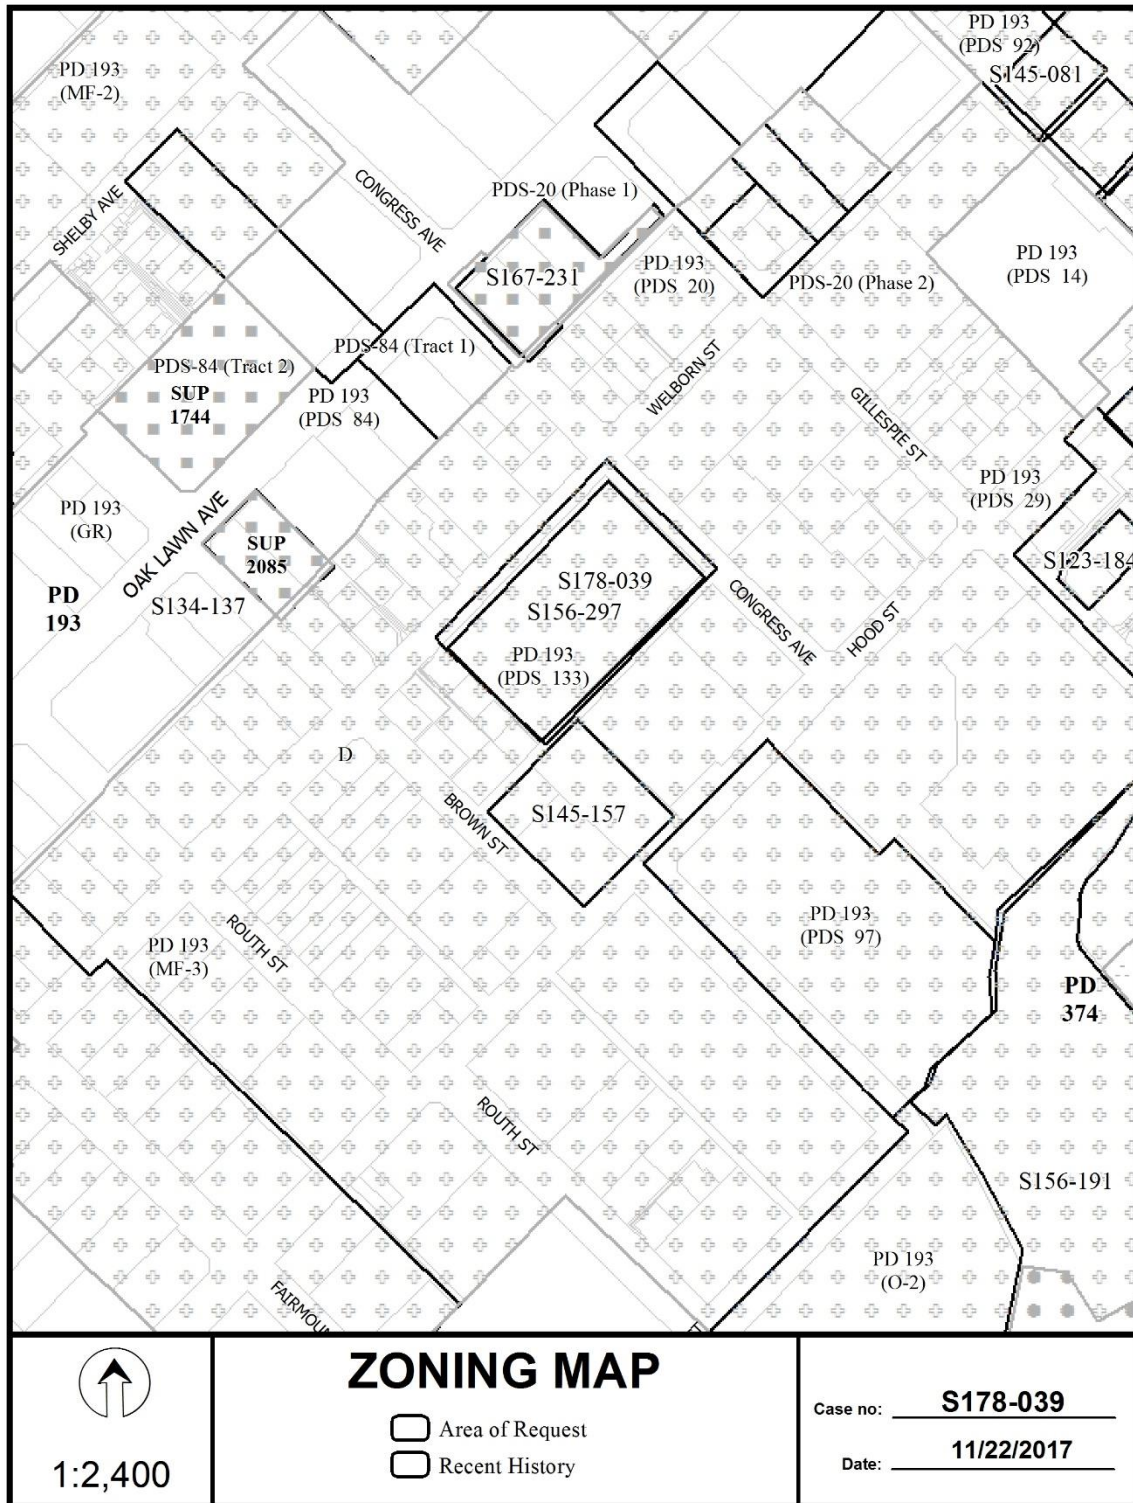 PD 193
(PDS 92)
S145-081
PD 193
(MF-2)
SHELBY AVE
CONGRESS AVE
PDS-20 (Phase 1)
S167-231
PD 193
(PDS 20)
PDS-20 (Phase 2)
PD 193
(PDS 14)
PDS-84 (Tract 1)
PDS-84 (Tract 2)
SUP
1744
PD 193
(PDS 84)
WELBORN ST
GILLESPIE ST
PD 193
(GR)
OAK LAWN AVE
SUP
2085
PD 193
(PDS 29)
S123-184
PD
193
S134-137
S178-039
S156-297
PD 193
(PDS 133)
CONGRESS AVE
HOOD ST
D
BROWN ST
S145-157
PD 193
(MF-3)
ROUTH ST
PD 193
(PDS 97)
PD
374
ROUTH ST
S156-191
PD 193
(O-2)
1:2,400
ZONING MAP
Area of Request
Recent History
Case no: S178-039
Date: 11/22/2017